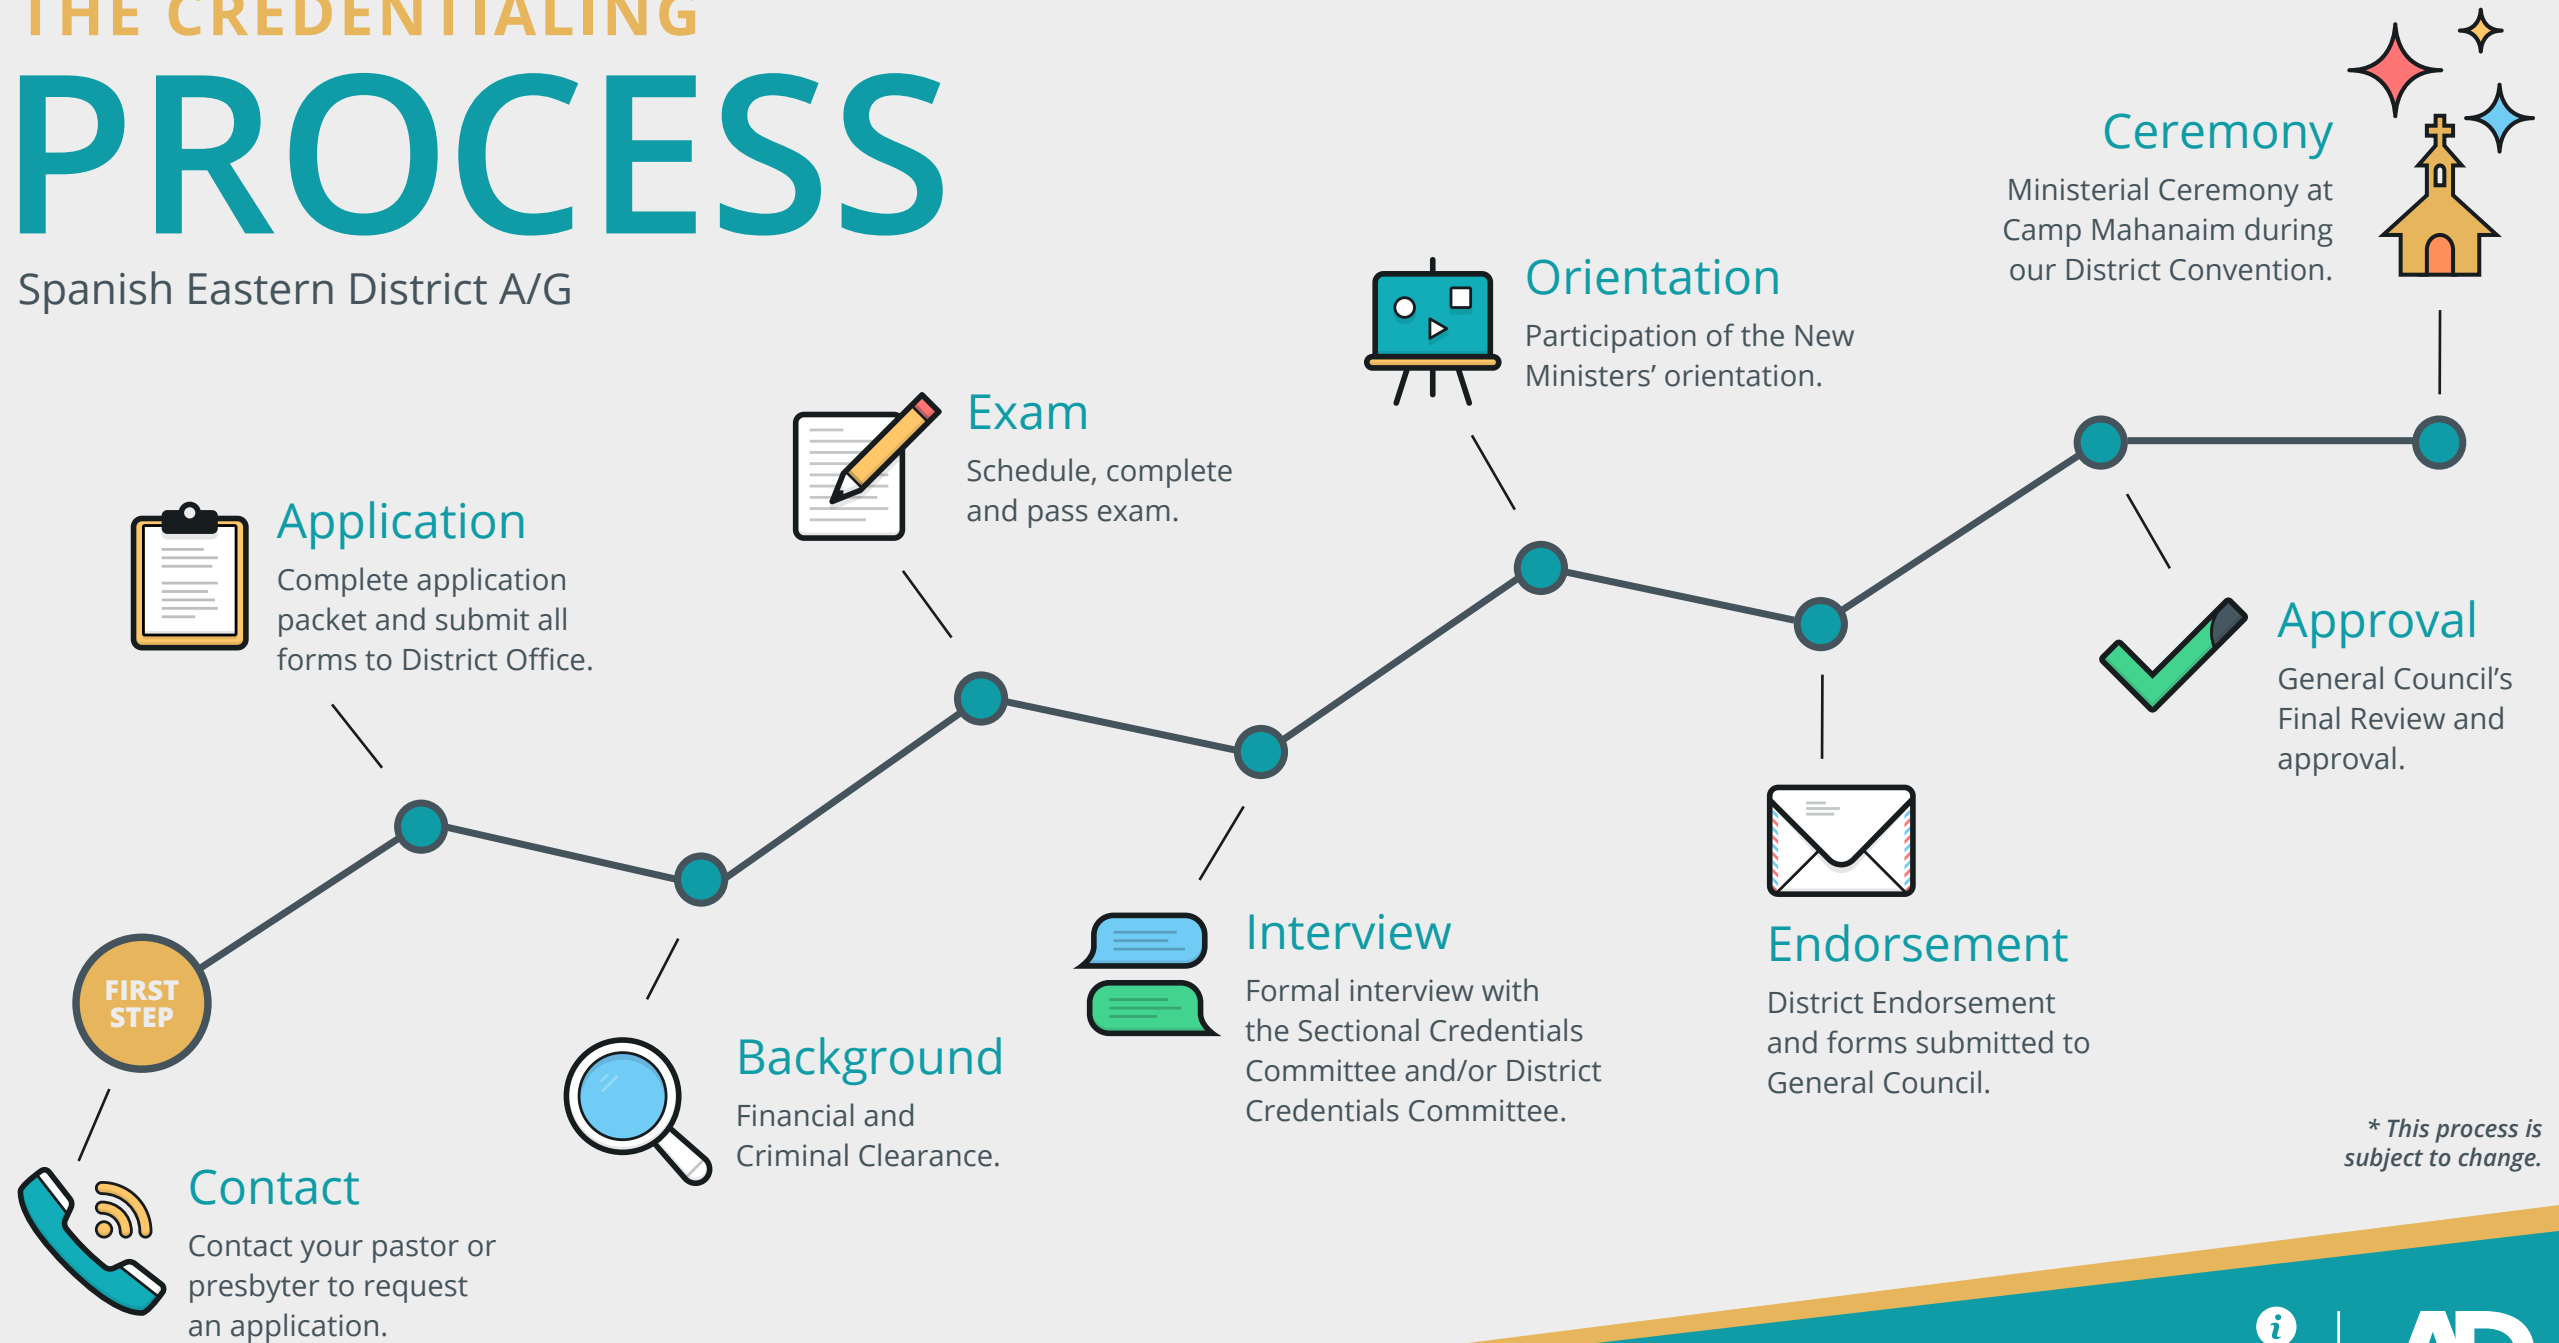 THE CREDENTIALING
PROCESS
Spanish Eastern District A/G
FIRST
STEP
Contact
Contact your pastor or
presbyter to request
an application.
Application
Complete application
packet and submit all
forms to District Office.
Background
Financial and
Criminal Clearance.
Exam
Schedule, complete
and pass exam.
Interview
Formal interview with
the Sectional Credentials
Committee and/or District
Credentials Committee.
Orientation
Participation of the New
Ministers’ orientation.
Endorsement
District Endorsement
and forms submitted to
General Council.
Approval
General Council’s
Final Review and
approval.
Ceremony
Ministerial Ceremony at
Camp Mahanaim during
our District Convention.
* This process is
subject to change.
i
AD